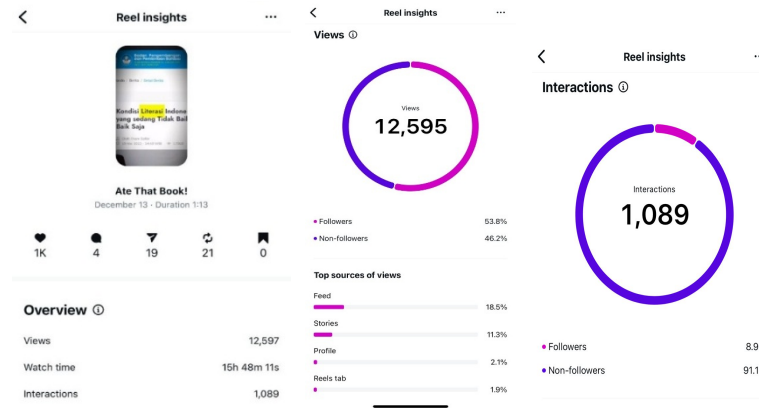 Reel insights
Kondisi Literasi Indone
yang sedang Tidak Bai
Baik Saja
Ate That Book!
December 13 · Duration 1:13
1K 4 19 21 0
Overview
Views 12,597
Watch time 15h 48m 11s
Interactions 1,089
Reel insights
Views
Views
12,595
Followers 53.8%
Non-followers 46.2%
Top sources of views
Feed
18.5%
Stories
11.3%
Profile
2.1%
Reels tab
1.9%
Reel insights
Interactions
Interactions
1,089
Followers 8.9
Non-followers 91.1